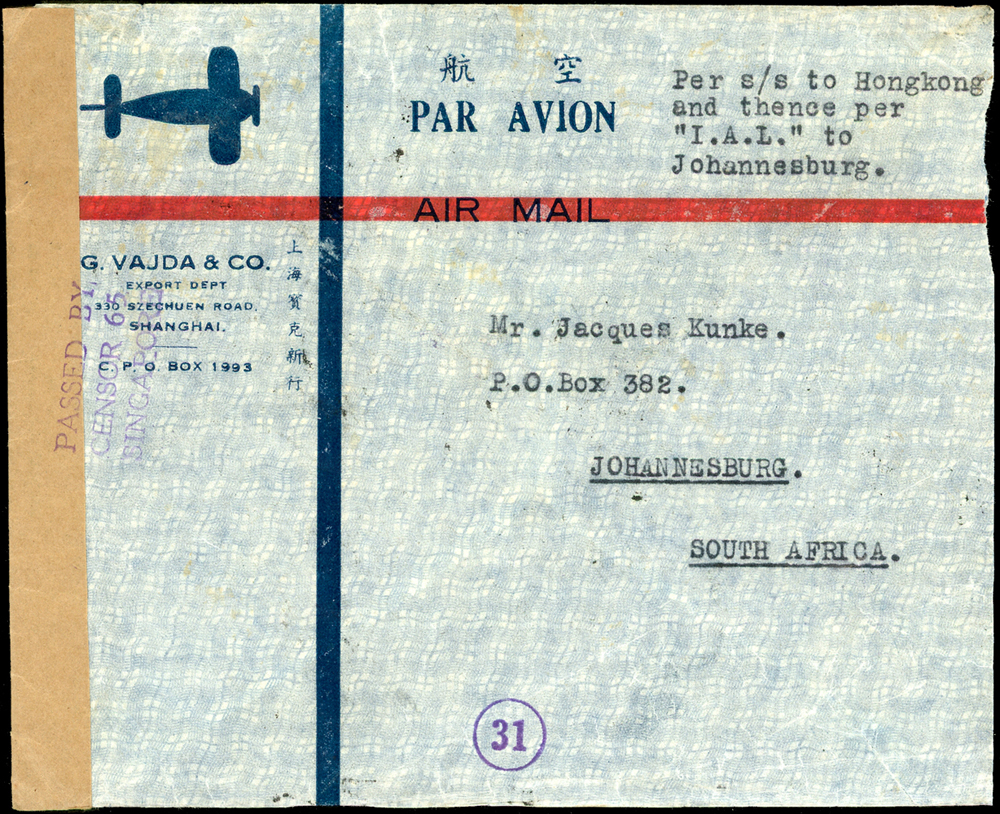 航 空
PAR AVION
Per s/s to Hongkong
and thence per
"I.A.L." to
Johannesburg.
AIR MAIL
G. VAJDA & CO.
EXPORT DEPT
330 SZECHUEN ROAD.
SHANGHAI.
C. P. O. BOX 1993
上海寶克新行
PASSED BY
CENSOR 65
SINGAPORE
Mr. Jacques Kunke.
P.O.Box 382.
JOHANNESBURG.
SOUTH AFRICA.
31